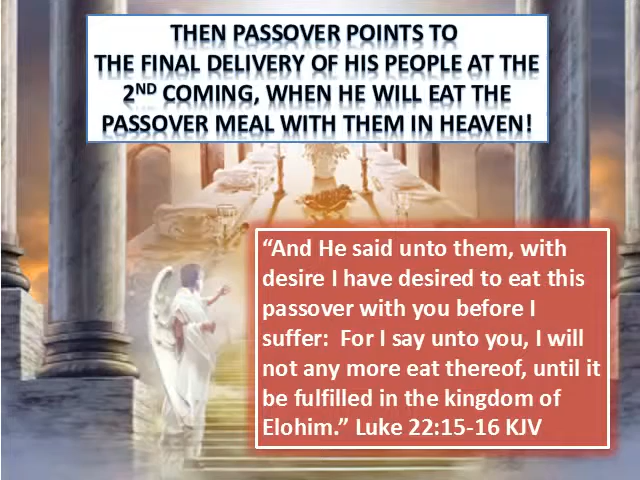 THEN PASSOVER POINTS TO
THE FINAL DELIVERY OF HIS PEOPLE AT THE
2ND COMING, WHEN HE WILL EAT THE
PASSOVER MEAL WITH THEM IN HEAVEN!
“And He said unto them, with
desire I have desired to eat this
passover with you before I
suffer:  For I say unto you, I will
not any more eat thereof, until it
be fulfilled in the kingdom of
Elohim.” Luke 22:15-16 KJV